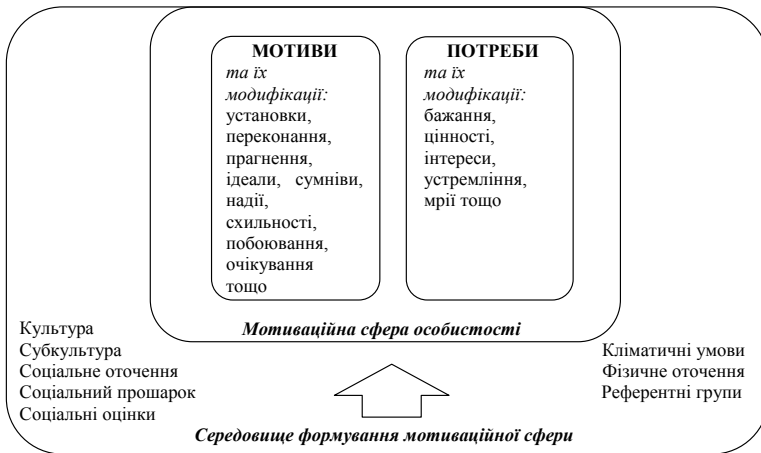 МОТИВИ
та їх
модифікації:
установки,
переконання,
прагнення,
ідеали, сумніви,
надії,
схильності,
побоювання,
очікування
тощо
ПОТРЕБИ
та їх
модифікації:
бажання,
цінності,
інтереси,
устремління,
мрії тощо
Мотиваційна сфера особистості
Культура
Субкультура
Соціальне оточення
Соціальний прошарок
Соціальні оцінки
Кліматичні умови
Фізичне оточення
Референтні групи
Середовище формування мотиваційної сфери